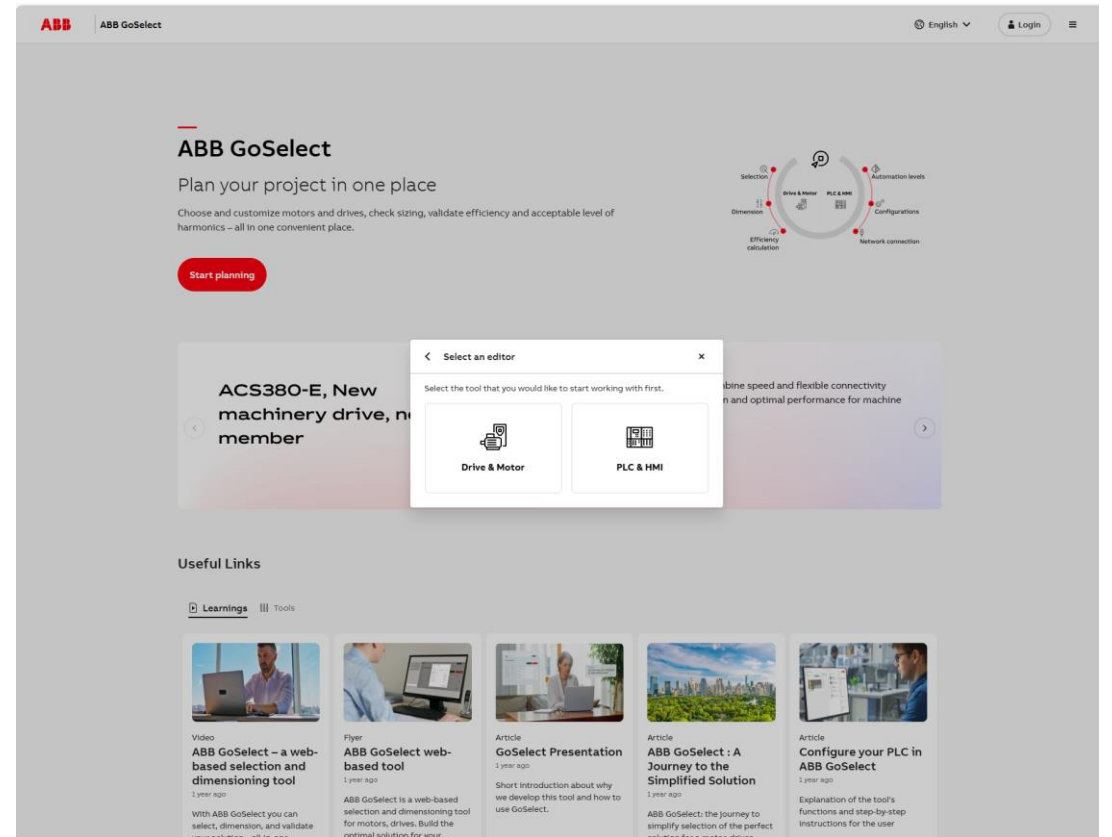 ABB
ABB GoSelect
English
Login
ABB GoSelect
Plan your project in one place
Choose and customize motors and drives, check sizing, validate efficiency and acceptable level of
harmonics – all in one convenient place.
Start planning
Selection
Dimension
Efficiency
calculation
Drive & Motor
PLC & HMI
Automation levels
Configurations
Network connection
ACS380-E, New
machinery drive, n
member
bine speed and flexible connectivity
n and optimal performance for machine
Select an editor
Select the tool that you would like to start working with first.
Drive & Motor
PLC & HMI
Useful Links
Learnings
Tools
Video
ABB GoSelect – a web-
based selection and
dimensioning tool
1 year ago
With ABB GoSelect you can
select, dimension, and validate
Flyer
ABB GoSelect web-
based tool
1 year ago
ABB GoSelect is a web-based
selection and dimensioning tool
for motors, drives. Build the
optimal solution for your
Article
GoSelect Presentation
1 year ago
Short introduction about why
we develop this tool and how to
use GoSelect.
Article
ABB GoSelect : A
Journey to the
Simplified Solution
1 year ago
ABB GoSelect: the journey to
simplify selection of the perfect
Article
Configure your PLC in
ABB GoSelect
1 year ago
Explanation of the tool's
functions and step-by-step
instructions for the user